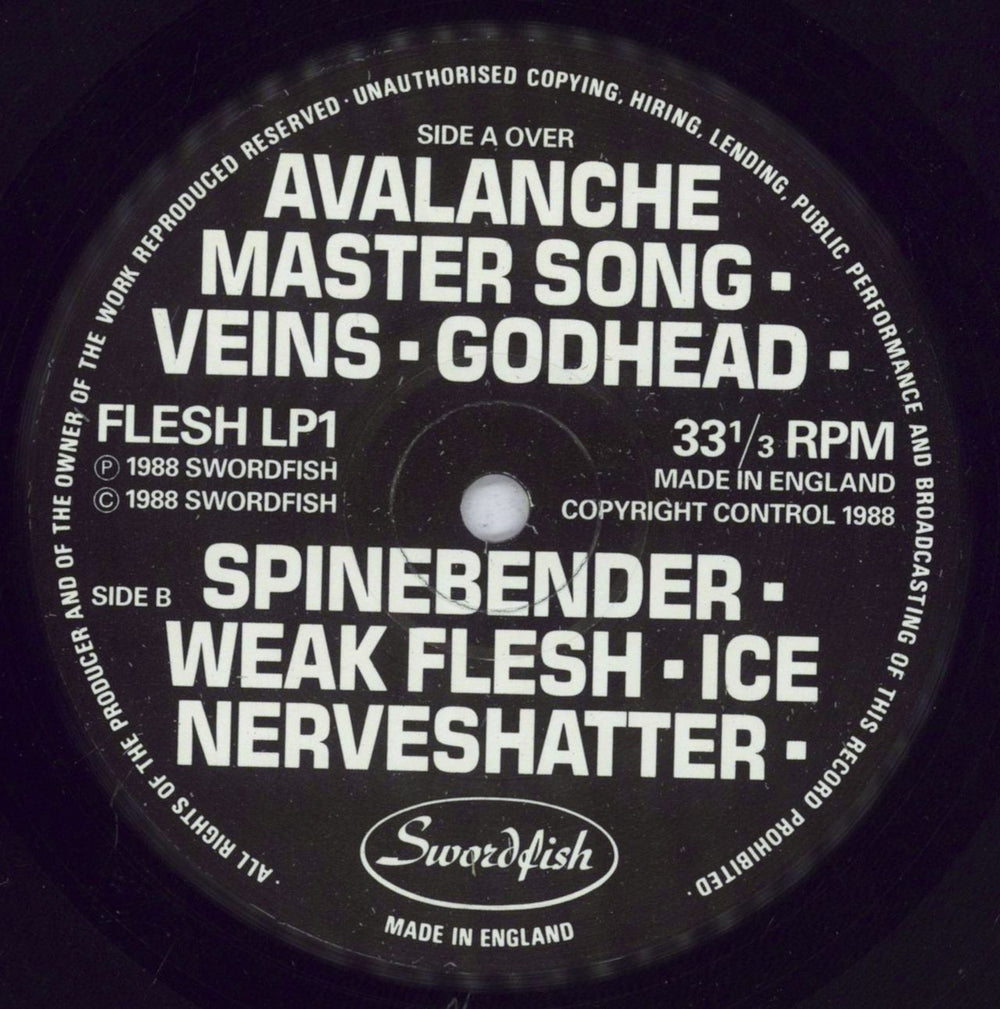 ALL RIGHTS OF THE PRODUCER AND OF THE OWNER OF THE WORK REPRODUCED RESERVED · UNAUTHORISED COPYING, HIRING, LENDING, PUBLIC PERFORMANCE AND BROADCASTING OF THIS RECORD PROHIBITED ·
SIDE A OVER
AVALANCHE
MASTER SONG ▪
VEINS ▪ GODHEAD ▪
FLESH LP1
Ⓟ 1988 SWORDFISH
© 1988 SWORDFISH
33 1/3 RPM
MADE IN ENGLAND
COPYRIGHT CONTROL 1988
SIDE B
SPINEBENDER ▪
WEAK FLESH ▪ ICE
NERVESHATTER ▪
Swordfish
MADE IN ENGLAND